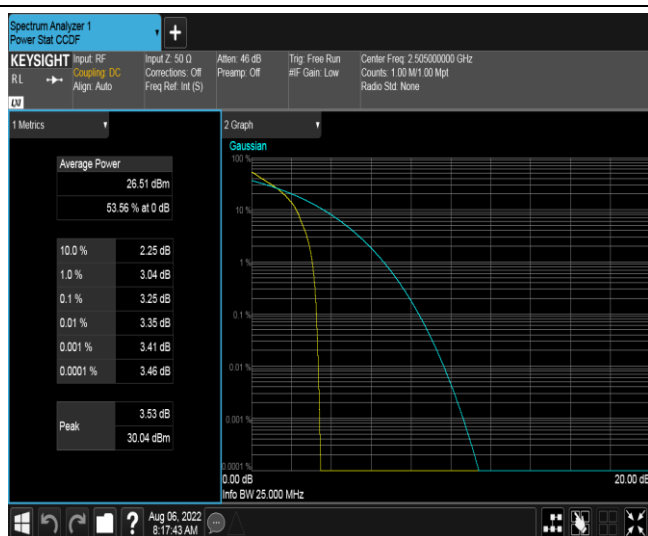 Spectrum Analyzer 1
Power Stat CCDF
+
KEYSIGHT
RL
LXI
Input: RF
Coupling: DC
Align: Auto
Input Z: 50 Ω
Corrections: Off
Freq Ref: Int (S)
Atten: 46 dB
Preamp: Off
Trig: Free Run
#IF Gain: Low
Center Freq: 2.505000000 GHz
Counts: 1.00 M/1.00 Mpt
Radio Std: None
1 Metrics
Average Power
26.51 dBm
53.56 % at 0 dB
10.0 % 2.25 dB
1.0 % 3.04 dB
0.1 % 3.25 dB
0.01 % 3.35 dB
0.001 % 3.41 dB
0.0001 % 3.46 dB
Peak
3.53 dB
30.04 dBm
2 Graph
Gaussian
100 %
10 %
1 %
0.1 %
0.01 %
0.001 %
0.0001 %
0.00 dB 20.00 dB
Info BW 25.000 MHz
?
Aug 06, 2022
8:17:43 AM